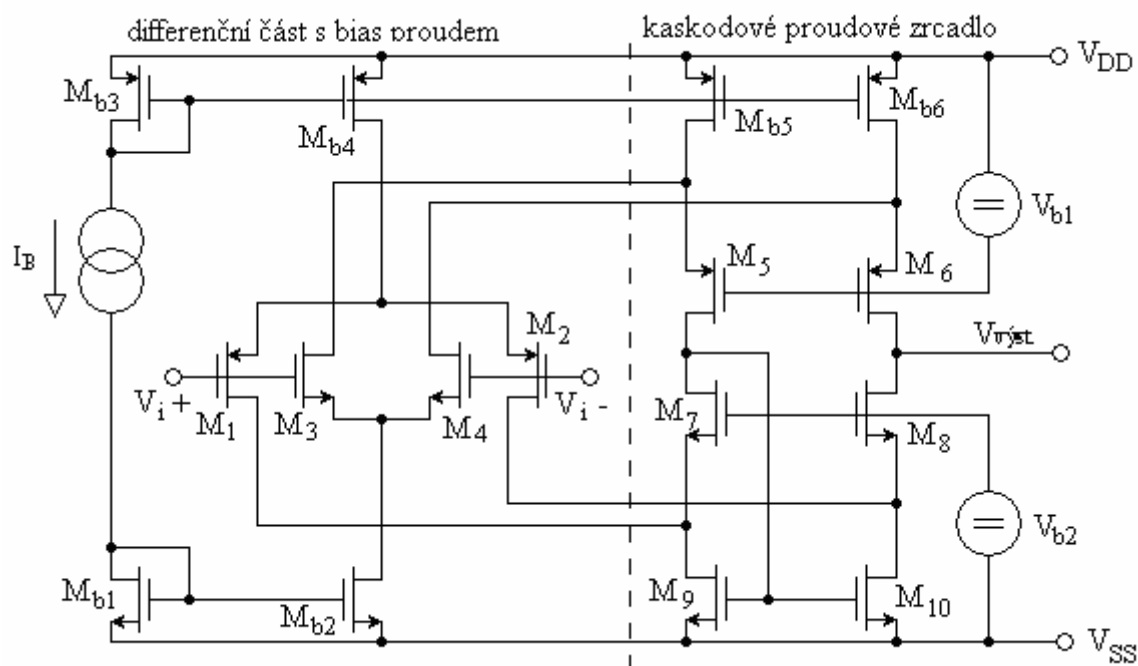 differenční část s bias proudem
kaskodové proudové zrcadlo
V_DD
M_b3
M_b4
M_b5
M_b6
V_b1
I_B
M_5
M_6
M_2
V_výst
V_i +
M_1
M_3
M_4
V_i -
M_7
M_8
V_b2
M_b1
M_b2
M_9
M_10
V_SS